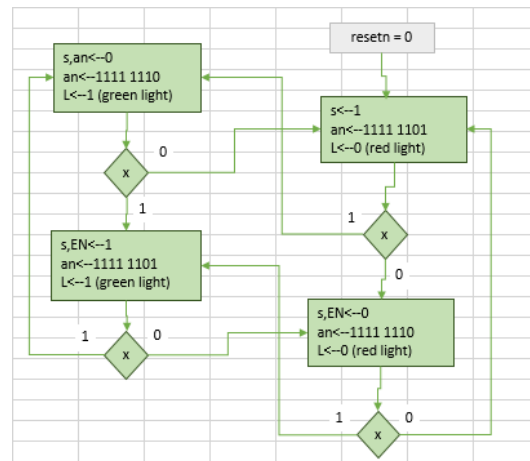 resetn = 0
s,an<--0
an<--1111 1110
L<--1 (green light)
s<--1
an<--1111 1101
L<--0 (red light)
0
x
1
1
x
0
s,EN<--1
an<--1111 1101
L<--1 (green light)
s,EN<--0
an<--1111 1110
L<--0 (red light)
1
0
x
1
0
x